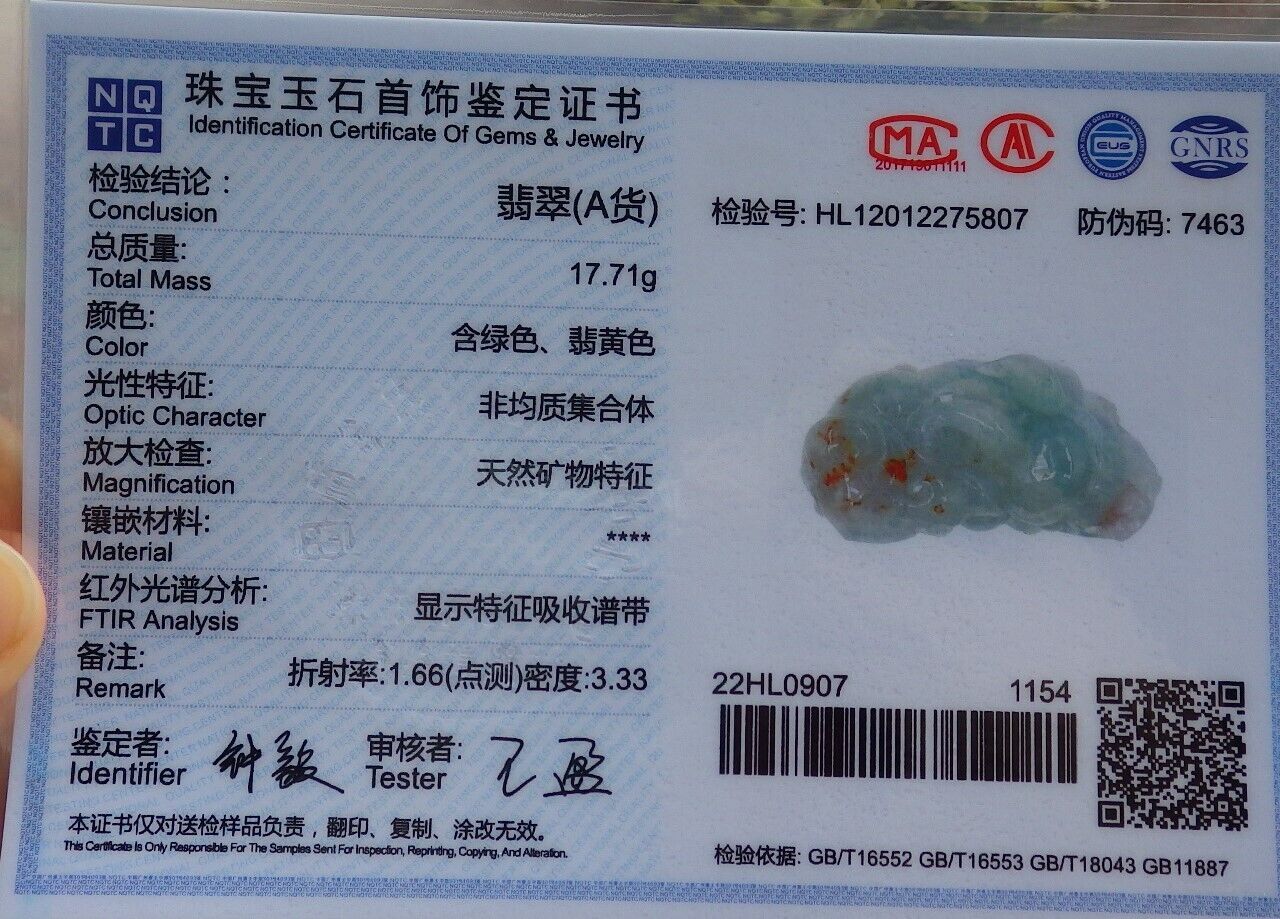 NQ
TC
珠宝玉石首饰鉴定证书
Identification Certificate Of Gems & Jewelry
检验结论：
Conclusion
翡翠(A货)
总质量:
Total Mass
17.71g
颜色:
Color
含绿色、翡黄色
光性特征:
Optic Character
非均质集合体
放大检查:
Magnification
天然矿物特征
镶嵌材料:
Material
****
红外光谱分析:
FTIR Analysis
显示特征吸收谱带
备注:
Remark
折射率:1.66(点测)密度:3.33
鉴定者:
Identifier
审核者:
Tester
王盈
本证书仅对送检样品负责，翻印、复制、涂改无效。
This Certificate Is Only Responsible For The Samples Sent For Inspection, Reprinting, Copying, And Alteration.
MA
EUS
GNRS
检验号: HL12012275807
防伪码: 7463
22HL0907
1154
检验依据: GB/T16552 GB/T16553 GB/T18043 GB11887